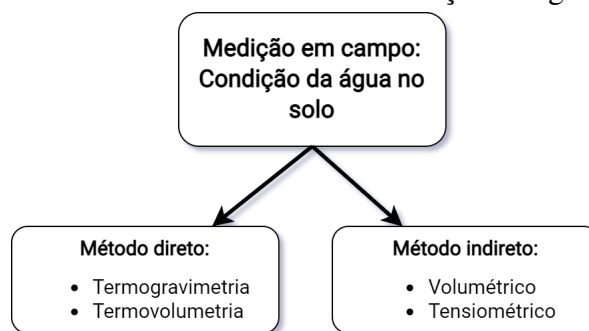 Medição em campo:
Condição da água no
solo
Método direto:
• Termogravimetria
• Termovolumetria
Método indireto:
• Volumétrico
• Tensiométrico